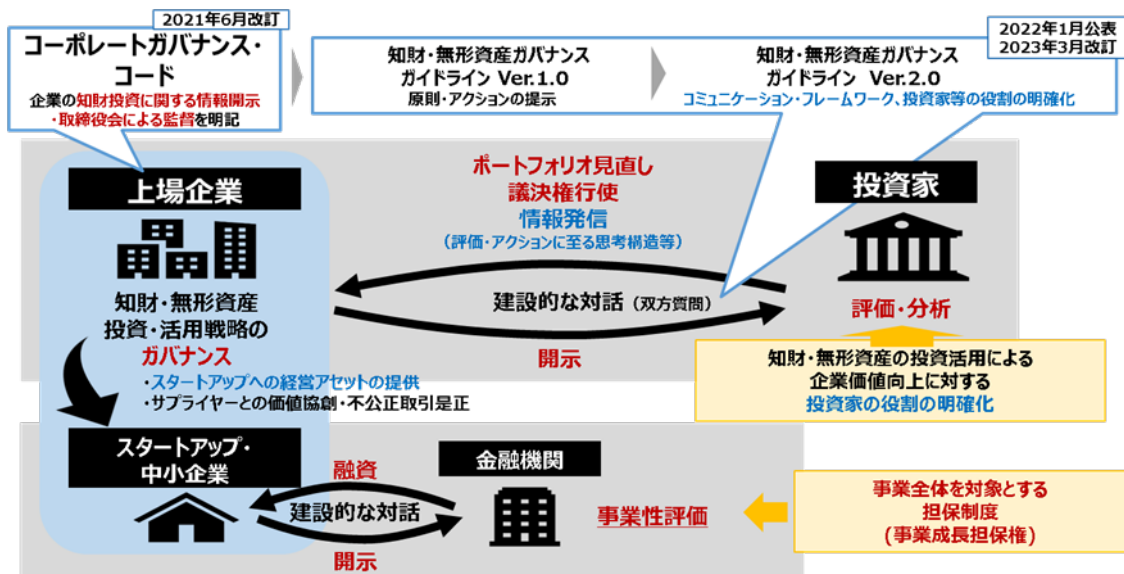 2021年6月改訂
コーポレートガバナンス・
コード
企業の知財投資に関する情報開示
・取締役会による監督を明記
知財・無形資産ガバナンス
ガイドライン Ver.1.0
原則・アクションの提示
2022年1月公表
2023年3月改訂
知財・無形資産ガバナンス
ガイドライン Ver.2.0
コミュニケーション・フレームワーク、投資家等の役割の明確化
上場企業
知財・無形資産
投資・活用戦略の
ガバナンス
・スタートアップへの経営アセットの提供
・サプライヤーとの価値協創・不公正取引是正
ポートフォリオ見直し
議決権行使
情報発信
（評価・アクションに至る思考構造等）
建設的な対話（双方質問）
開示
投資家
評価・分析
知財・無形資産の投資活用による
企業価値向上に対する
投資家の役割の明確化
スタートアップ・
中小企業
融資
建設的な対話
開示
金融機関
事業性評価
事業全体を対象とする
担保制度
(事業成長担保権)